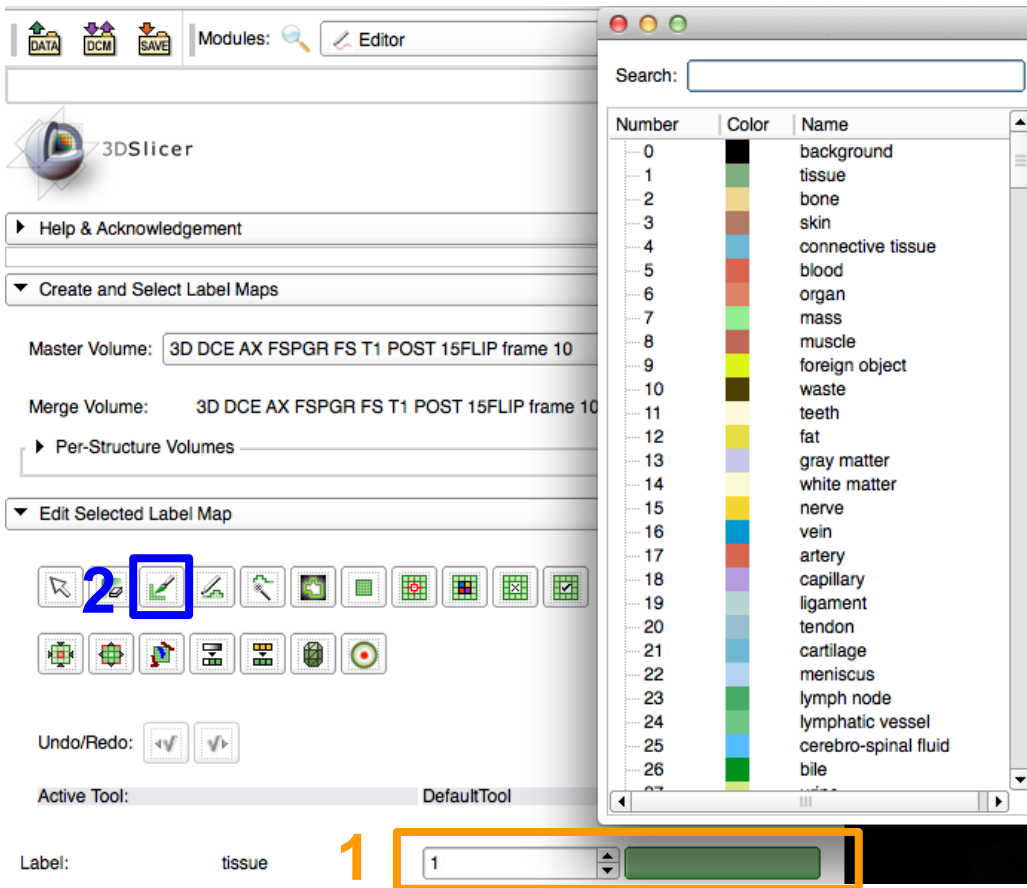 DATA DCM SAVE Modules: Editor
3DSlicer
Help & Acknowledgement
Create and Select Label Maps
Master Volume: 3D DCE AX FSPGR FS T1 POST 15FLIP frame 10
Merge Volume: 3D DCE AX FSPGR FS T1 POST 15FLIP frame 10
Per-Structure Volumes
Edit Selected Label Map
2
Undo/Redo:
Active Tool: DefaultTool
1
Label: tissue 1
Search:
Number Color Name
0 background
1 tissue
2 bone
3 skin
4 connective tissue
5 blood
6 organ
7 mass
8 muscle
9 foreign object
10 waste
11 teeth
12 fat
13 gray matter
14 white matter
15 nerve
16 vein
17 artery
18 capillary
19 ligament
20 tendon
21 cartilage
22 meniscus
23 lymph node
24 lymphatic vessel
25 cerebro-spinal fluid
26 bile